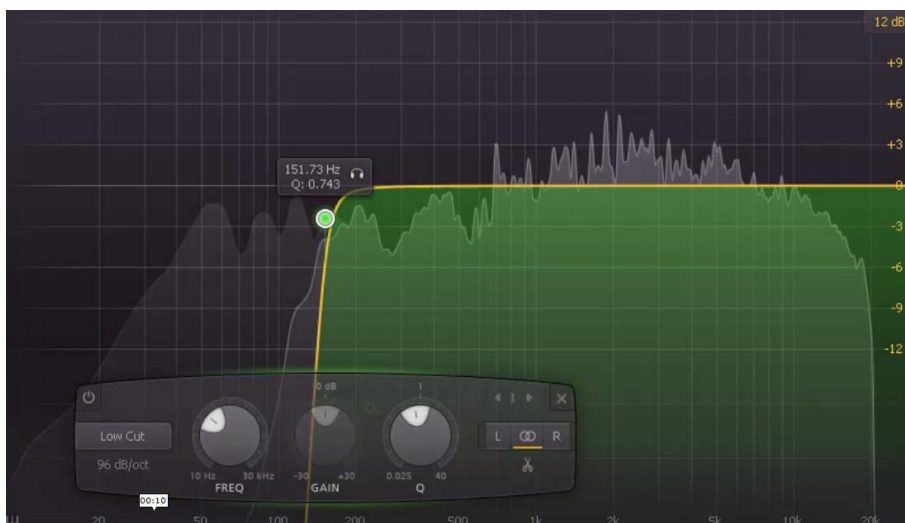 12 dB
+9
+6
+3
0
-3
-6
-9
-12
151.73 Hz
Q: 0.743
0 dB
1
1
Low Cut
96 dB/oct
L
R
10 Hz
30 kHz
-30
+30
0.025
40
FREQ
GAIN
Q
00:10
20
50
100
200
500
1k
2k
5k
10k
20k